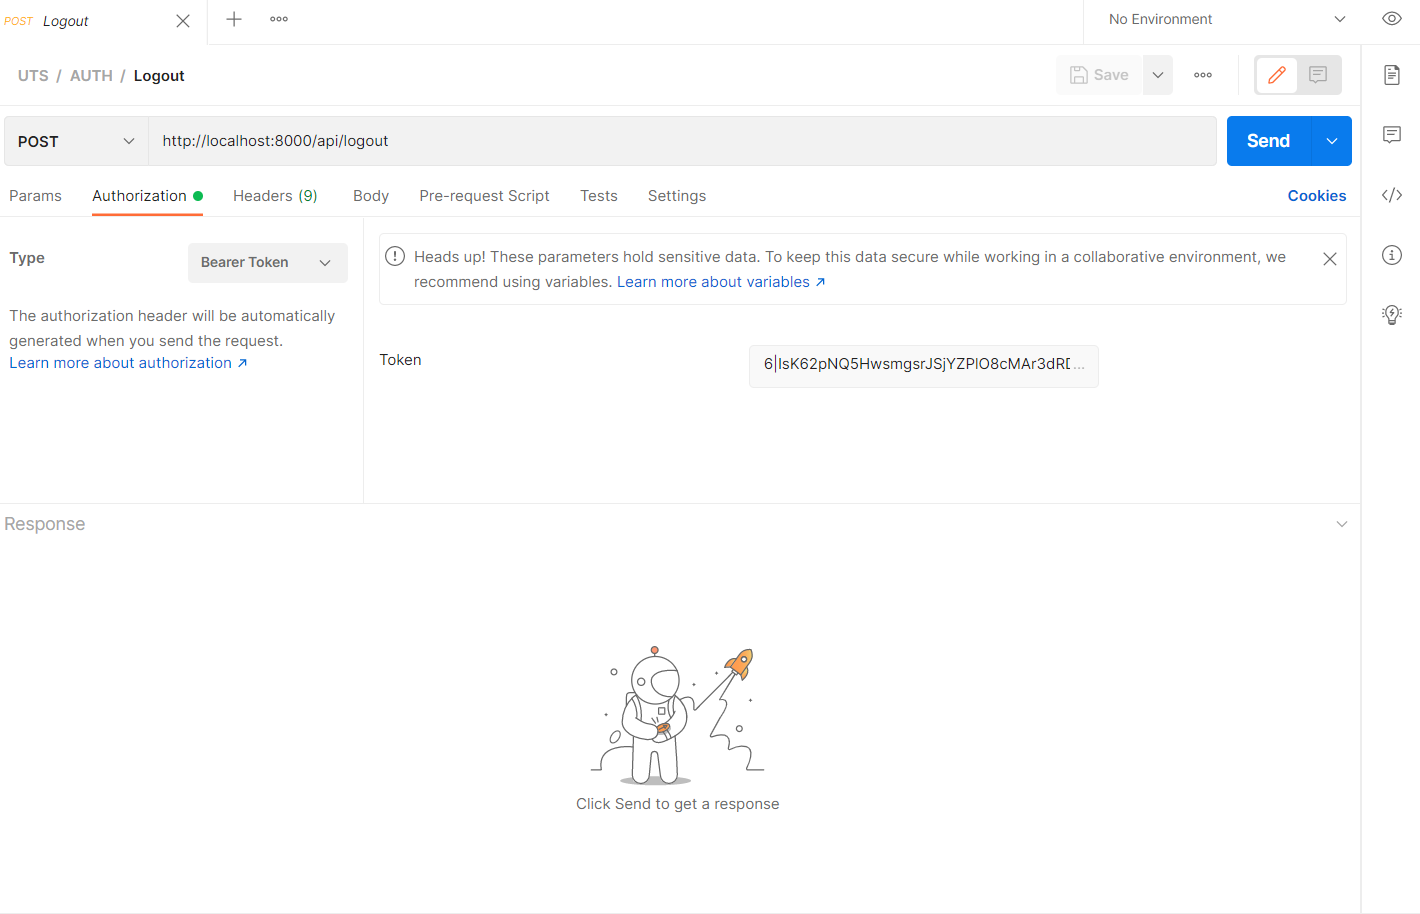 POST Logout
No Environment
UTS / AUTH / Logout
Save
POST
http://localhost:8000/api/logout
Send
Params
Authorization
Headers (9)
Body
Pre-request Script
Tests
Settings
Cookies
Type
Bearer Token
The authorization header will be automatically
generated when you send the request.
Learn more about authorization ↗
Heads up! These parameters hold sensitive data. To keep this data secure while working in a collaborative environment, we
recommend using variables. Learn more about variables ↗
Token
6|IsK62pNQ5HwsmgsrJSjYZPlO8cMAr3dRD...
Response
Click Send to get a response